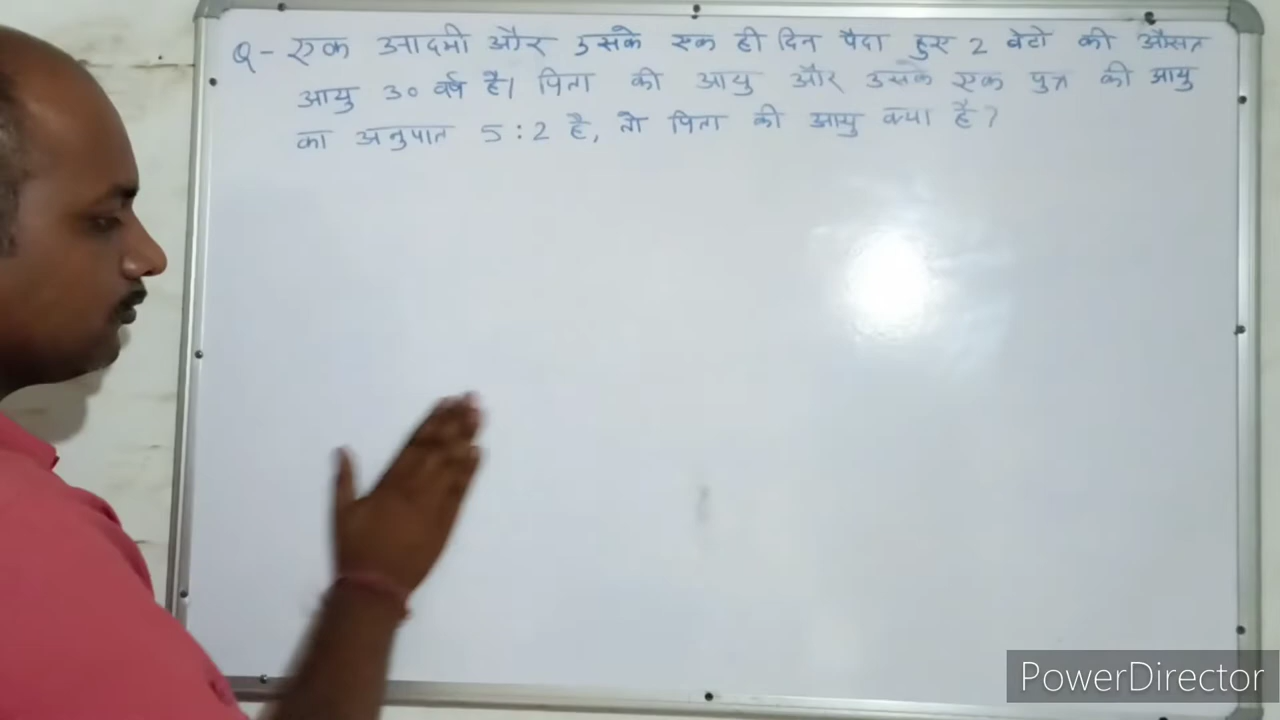 Q - एक आदमी और उसके एक ही दिन पैदा हुए 2 बेटो की औसत
आयु 30 वर्ष है। पिता की आयु और उसके एक पुत्र की आयु
का अनुपात 5 : 2 है, तो पिता की आयु क्या है?
PowerDirector